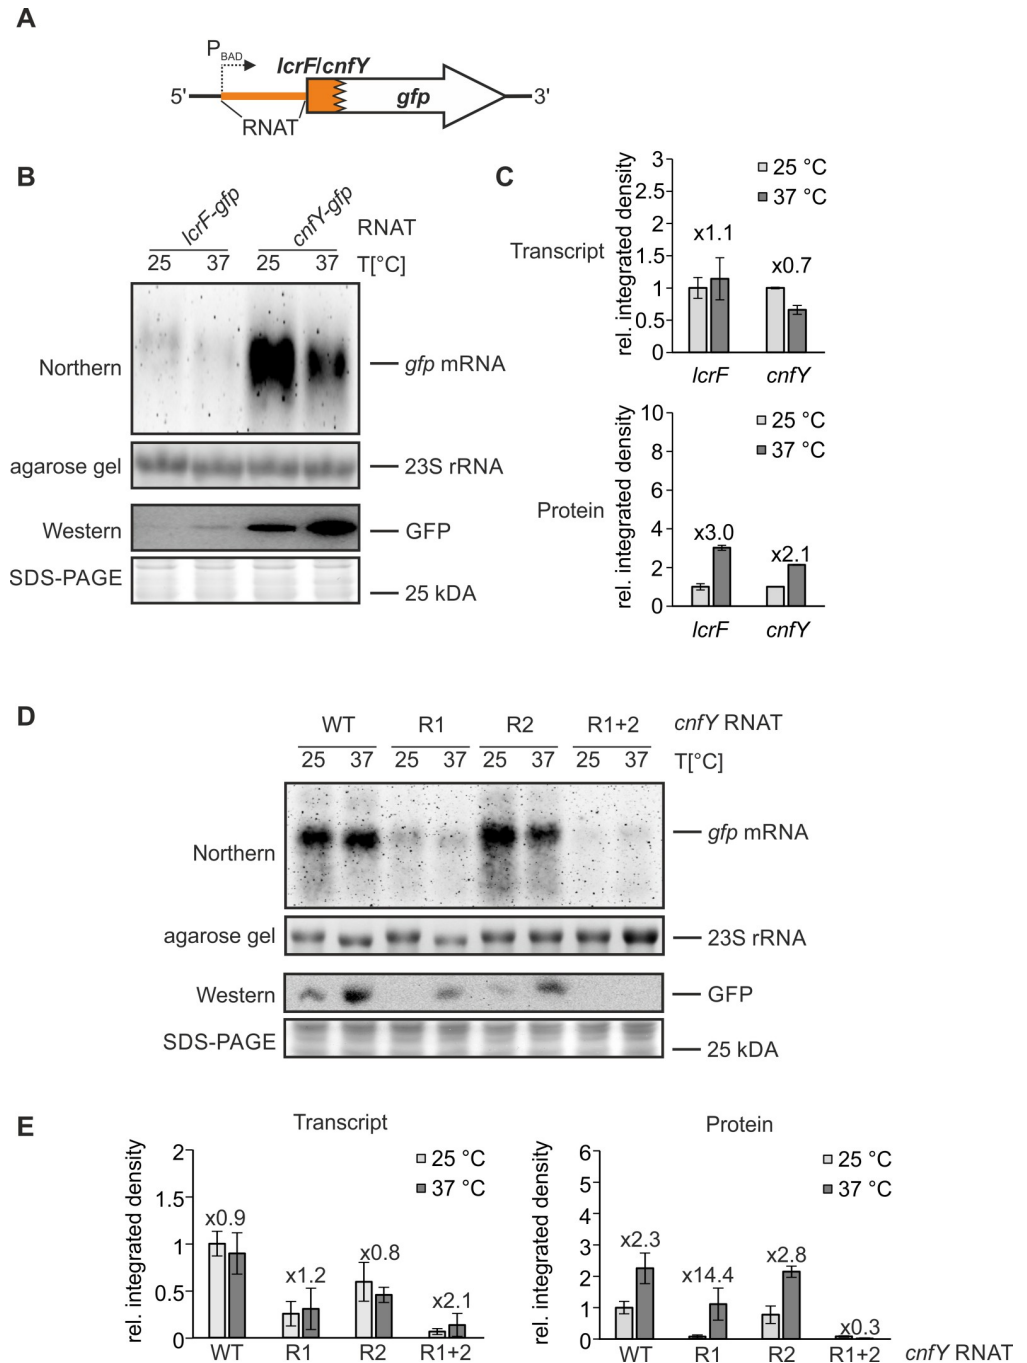 A
P BAD
lcrF/cnfY
5' gfp 3'
RNAT
B
lcrF-gfp cnfY-gfp RNAT
25 37 25 37 T[°C]
Northern gfp mRNA
agarose gel 23S rRNA
Western GFP
SDS-PAGE 25 kDA
C
Transcript
rel. integrated density
3
2.5
2
1.5
1
0.5
0
25 °C
37 °C
x1.1
x0.7
lcrF cnfY
Protein
rel. integrated density
10
8
6
4
2
0
25 °C
37 °C
x3.0
x2.1
lcrF cnfY
D
WT R1 R2 R1+2 cnfY RNAT
25 37 25 37 25 37 25 37 T[°C]
Northern gfp mRNA
agarose gel 23S rRNA
Western GFP
SDS-PAGE 25 kDA
E
Transcript
rel. integrated density
2
1.5
1
0.5
0
25 °C
37 °C
x0.9
x1.2
x0.8
x2.1
WT R1 R2 R1+2
Protein
rel. integrated density
6
5
4
3
2
1
0
25 °C
37 °C
x2.3
x14.4
x2.8
x0.3
WT R1 R2 R1+2 cnfY RNAT